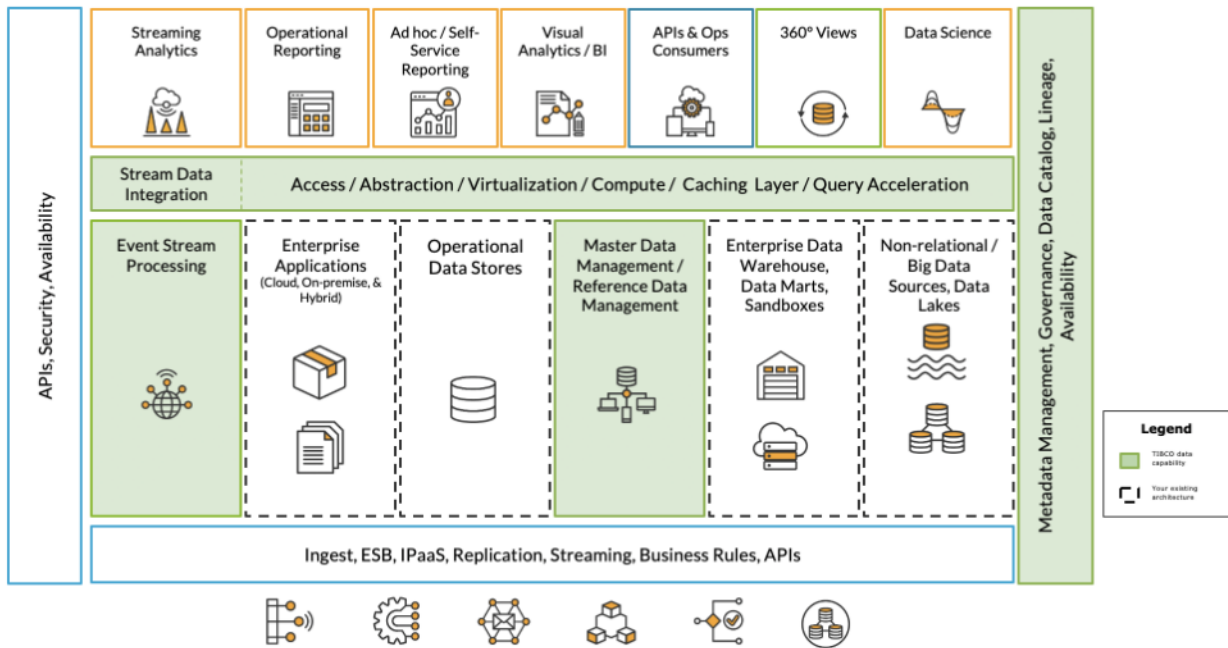 Streaming
Analytics
Operational
Reporting
Ad hoc / Self-
Service
Reporting
Visual
Analytics / BI
APIs & Ops
Consumers
360° Views
Data Science
APIs, Security, Availability
Stream Data
Integration
Access / Abstraction / Virtualization / Compute / Caching Layer / Query Acceleration
Event Stream
Processing
Enterprise
Applications
(Cloud, On-premise, &
Hybrid)
Operational
Data Stores
Master Data
Management /
Reference Data
Management
Enterprise Data
Warehouse,
Data Marts,
Sandboxes
Non-relational /
Big Data
Sources, Data
Lakes
Ingest, ESB, IPaaS, Replication, Streaming, Business Rules, APIs
Metadata Management, Governance, Data Catalog, Lineage,
Availability
Legend
TIBCO data
capability
Your existing
architecture